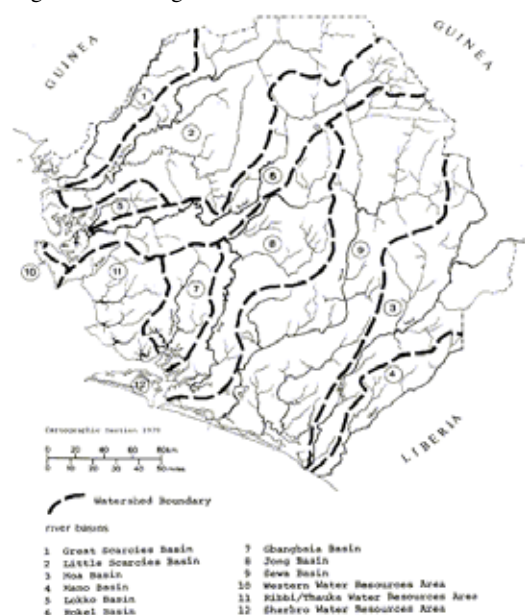 GUINEA
GUINEA
1
2
5
6
10
11
7
8
9
3
12
4
LIBERIA
Cartographic Section 1979
0 20 40 60 80 km.
0 10 20 30 40 50 miles
Watershed Boundary
river basins
1 Great Scarcies Basin
2 Little Scarcies Basin
3 Moa Basin
4 Mano Basin
5 Lokko Basin
6 Rokel Basin
7 Gbangbaia Basin
8 Jong Basin
9 Sewa Basin
10 Western Water Resources Area
11 Ribbi/Thauka Water Resources Area
12 Sherbro Water Resources Area